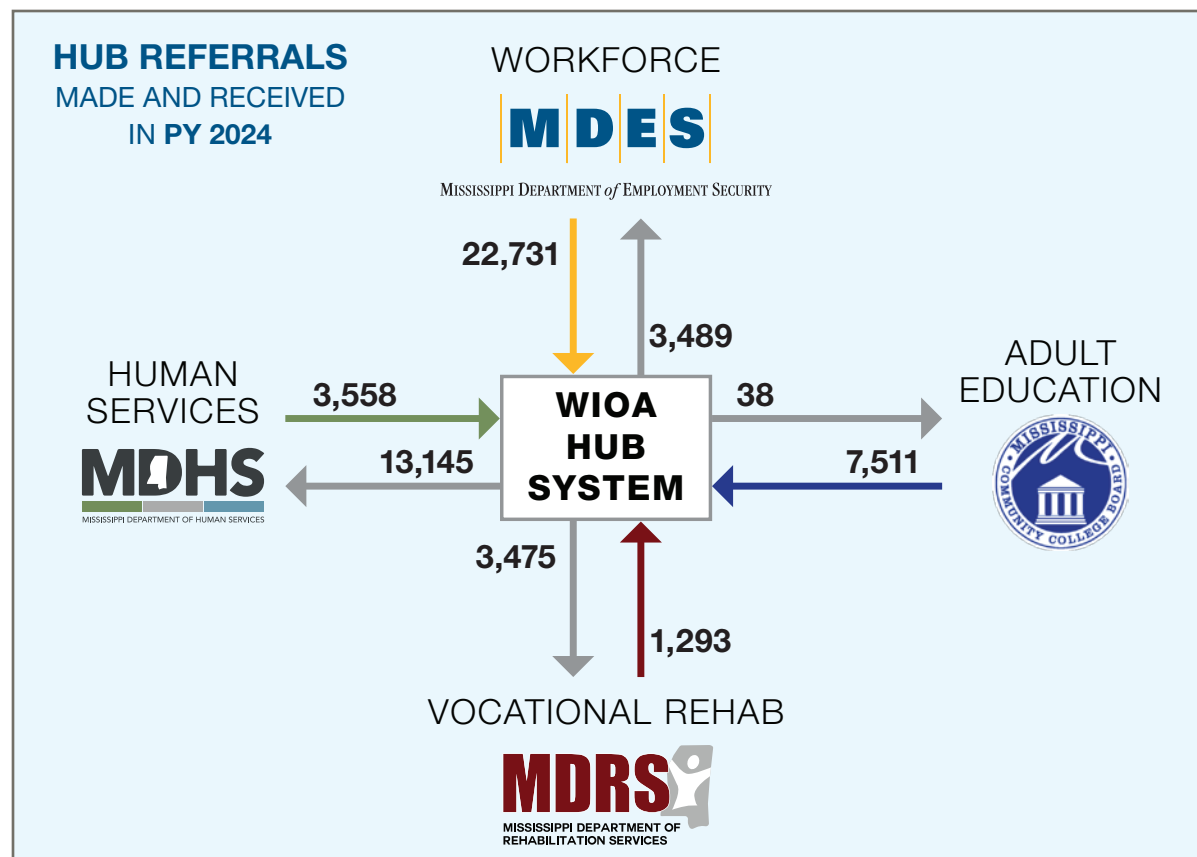 HUB REFERRALS
MADE AND RECEIVED
IN PY 2024
WORKFORCE
MDES
MISSISSIPPI DEPARTMENT of EMPLOYMENT SECURITY
22,731
3,489
HUMAN
SERVICES
MDHS
MISSISSIPPI DEPARTMENT OF HUMAN SERVICES
3,558
13,145
WIOA
HUB
SYSTEM
38
7,511
ADULT
EDUCATION
MISSISSIPPI
COMMUNITY COLLEGE BOARD
3,475
1,293
VOCATIONAL REHAB
MDRS
MISSISSIPPI DEPARTMENT OF
REHABILITATION SERVICES